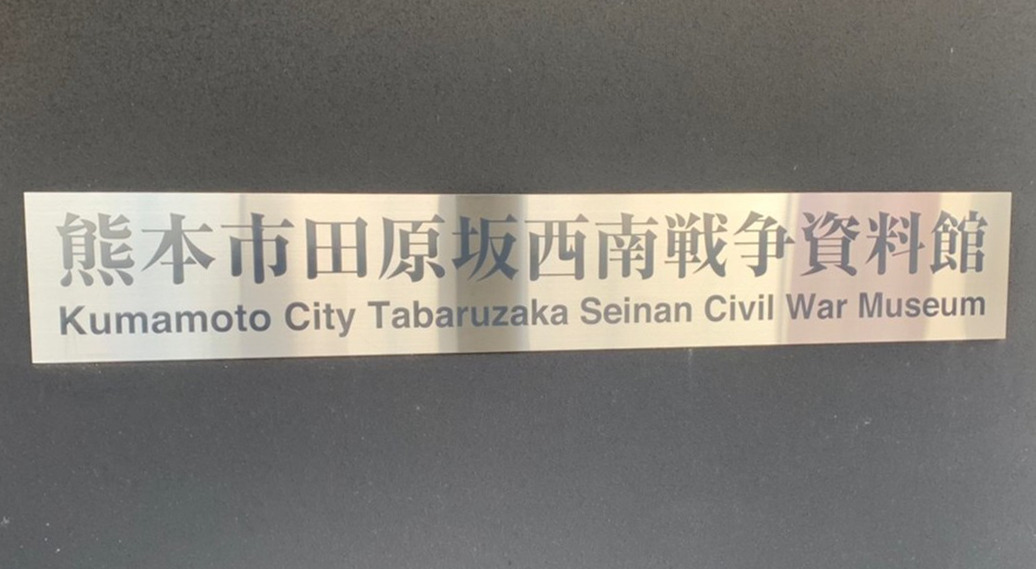 熊本市田原坂西南戦争資料館
Kumamoto City Tabaruzaka Seinan Civil War Museum